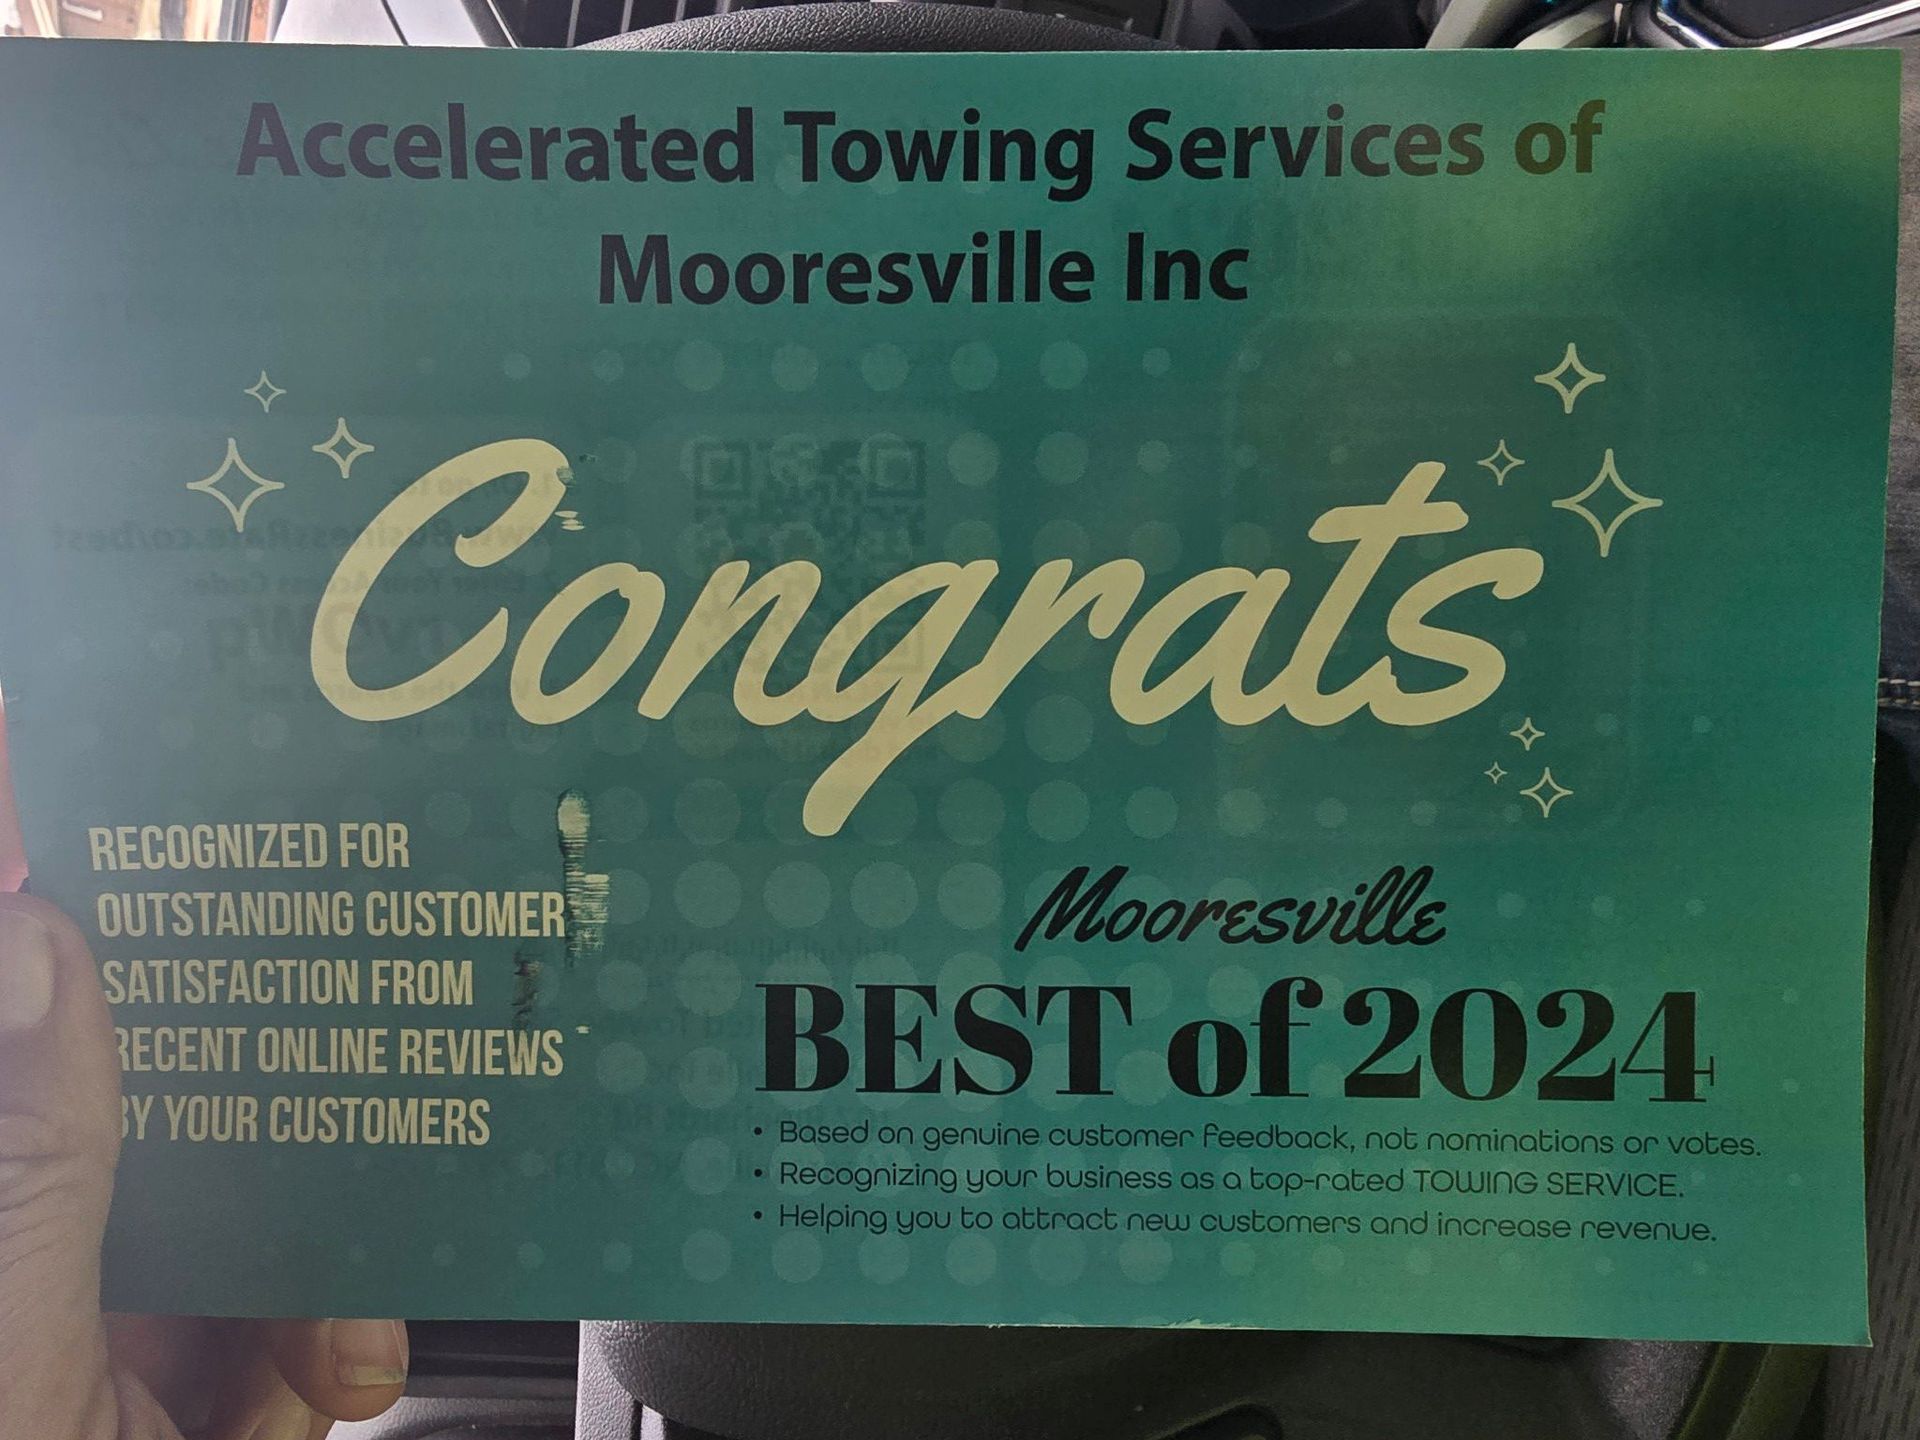 Accelerated Towing Services of
Mooresville Inc
Congrats
RECOGNIZED FOR
OUTSTANDING CUSTOMER
SATISFACTION FROM
RECENT ONLINE REVIEWS
BY YOUR CUSTOMERS
Mooresville
BEST of 2024
• Based on genuine customer feedback, not nominations or votes.
• Recognizing your business as a top-rated TOWING SERVICE.
• Helping you to attract new customers and increase revenue.